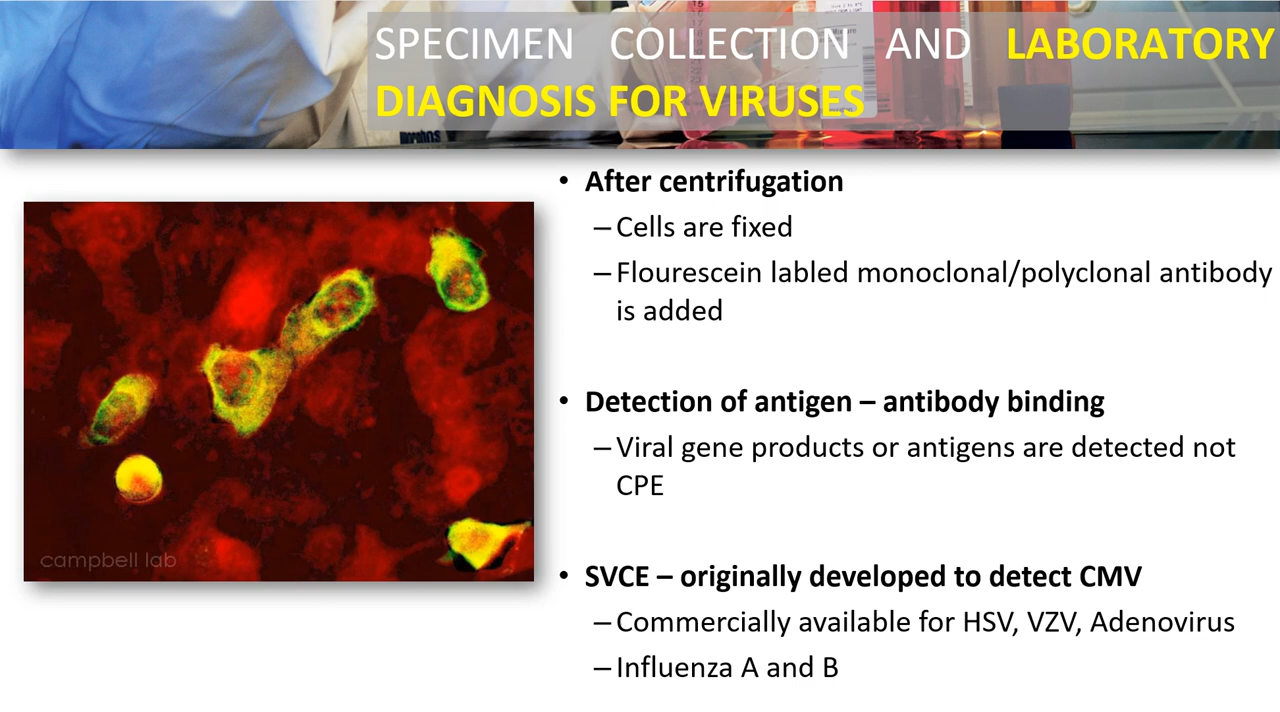 SPECIMEN COLLECTION AND LABORATORY
DIAGNOSIS FOR VIRUSES
• After centrifugation
– Cells are fixed
– Flourescein labled monoclonal/polyclonal antibody
is added
• Detection of antigen – antibody binding
– Viral gene products or antigens are detected not
CPE
• SVCE – originally developed to detect CMV
– Commercially available for HSV, VZV, Adenovirus
– Influenza A and B
campbell lab